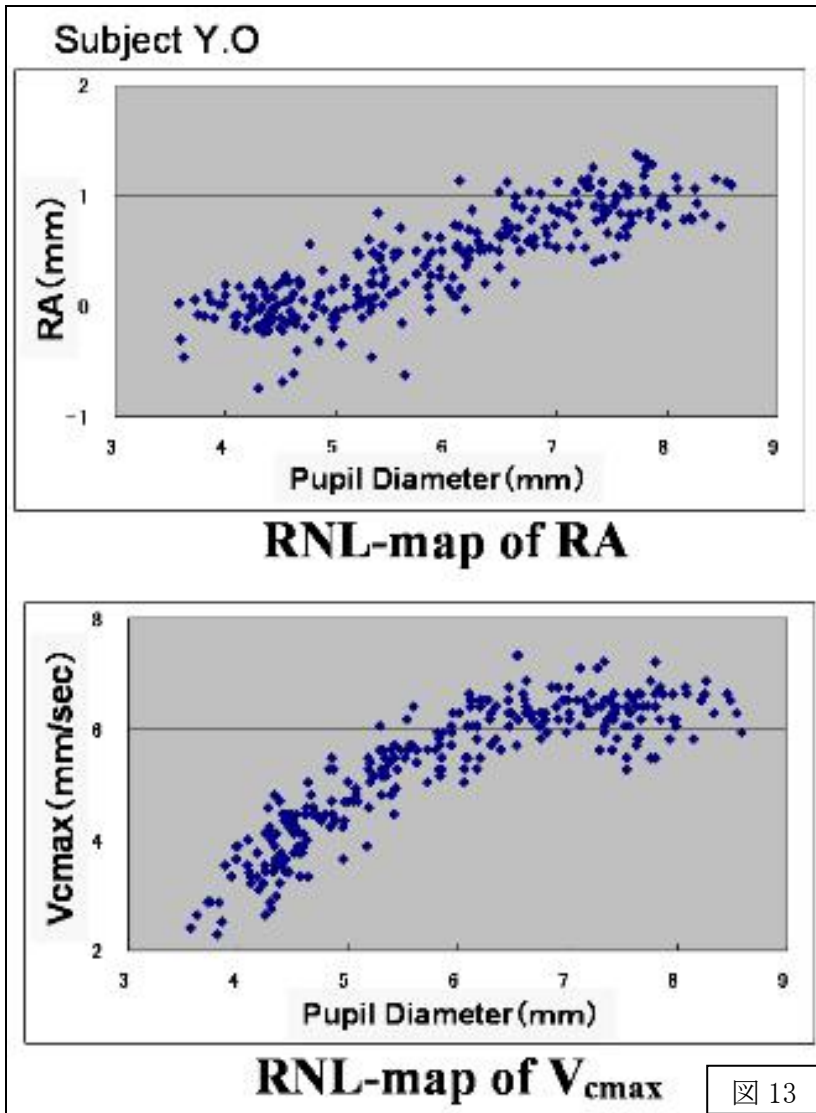 Subject Y.O
2
1
0
-1
RA(mm)
3 4 5 6 7 8 9
Pupil Diameter(mm)
RNL-map of RA
8
6
4
2
Vcmax(mm/sec)
3 4 5 6 7 8 9
Pupil Diameter(mm)
RNL-map of Vcmax
図 13